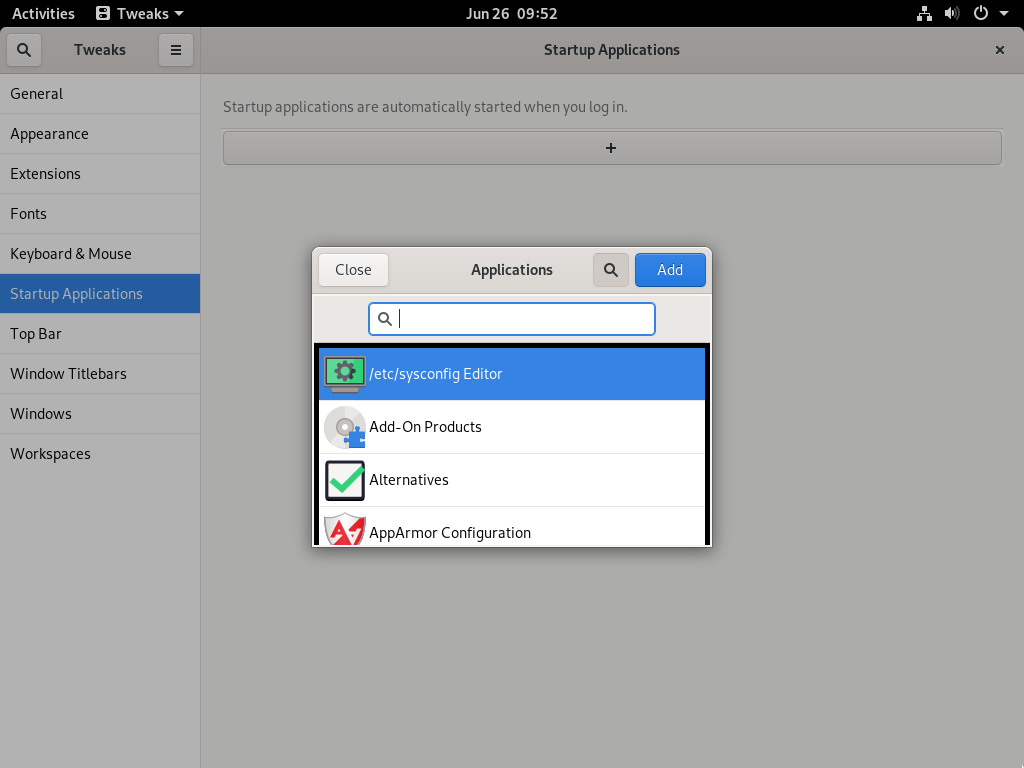 Activities Tweaks Jun 26 09:52
Tweaks
Startup Applications
General
Appearance
Extensions
Fonts
Keyboard & Mouse
Startup Applications
Top Bar
Window Titlebars
Windows
Workspaces
Startup applications are automatically started when you log in.
+
Close Applications Add
/etc/sysconfig Editor
Add-On Products
Alternatives
AppArmor Configuration